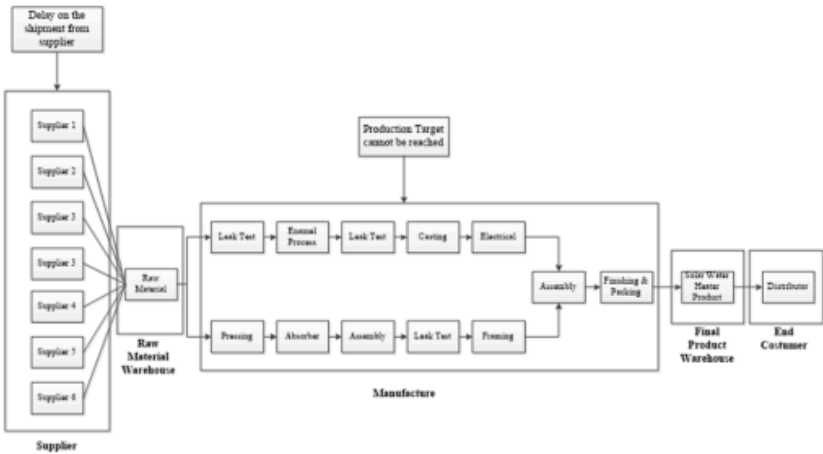 Delay on the
shipment from
supplier
Supplier 1
Supplier 2
Supplier 3
Supplier 3
Supplier 4
Supplier 5
Supplier 6
Supplier
Raw
Material
Raw
Material
Warehouse
Production Target
cannot be reached
Leak Test
Enamel
Process
Leak Test
Casting
Electrical
Pressing
Absorber
Assembly
Leak Test
Framing
Assembly
Finishing &
Packing
Manufacture
Solar Water
Heater
Product
Final
Product
Warehouse
Distributor
End
Costumer